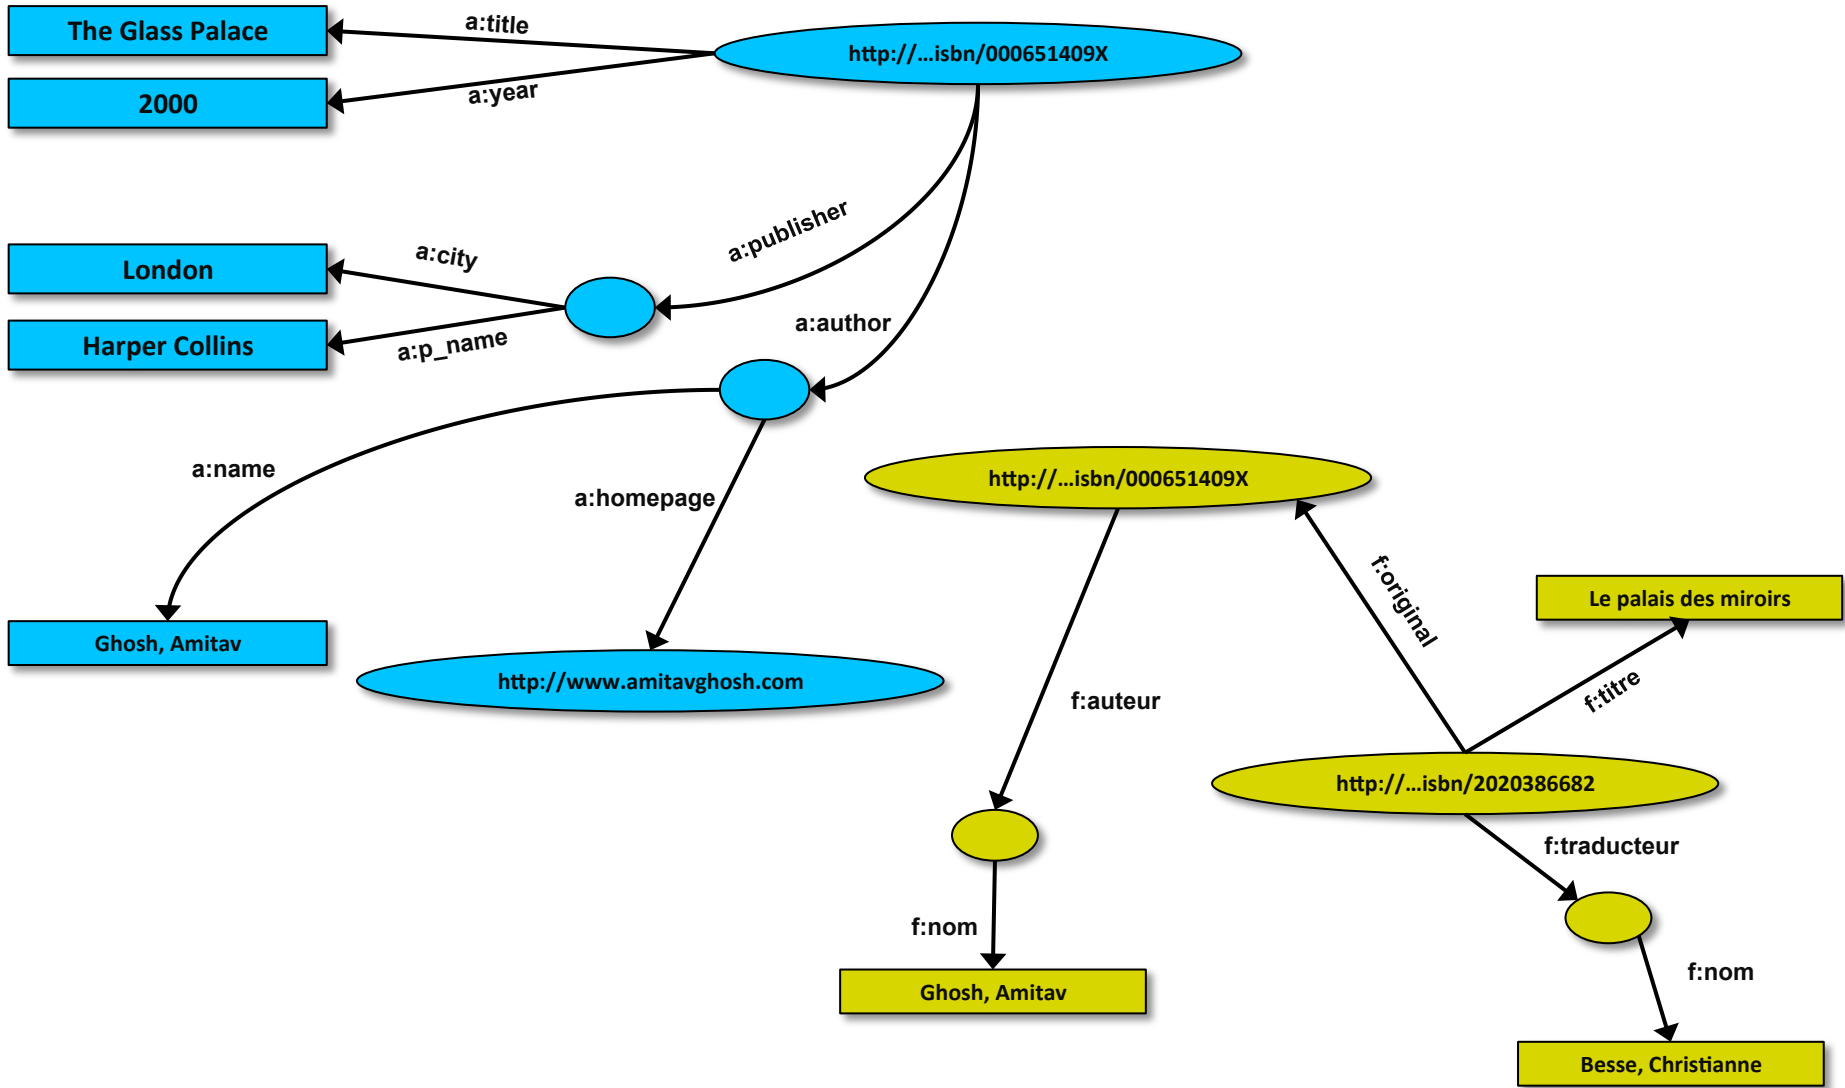 The Glass Palace
a:title
http://...isbn/000651409X
2000
a:year
a:publisher
London
a:city
Harper Collins
a:p_name
a:author
a:name
a:homepage
http://...isbn/000651409X
f:original
Le palais des miroirs
Ghosh, Amitav
http://www.amitavghosh.com
f:auteur
f:titre
http://...isbn/2020386682
f:traducteur
f:nom
f:nom
Ghosh, Amitav
Besse, Christianne